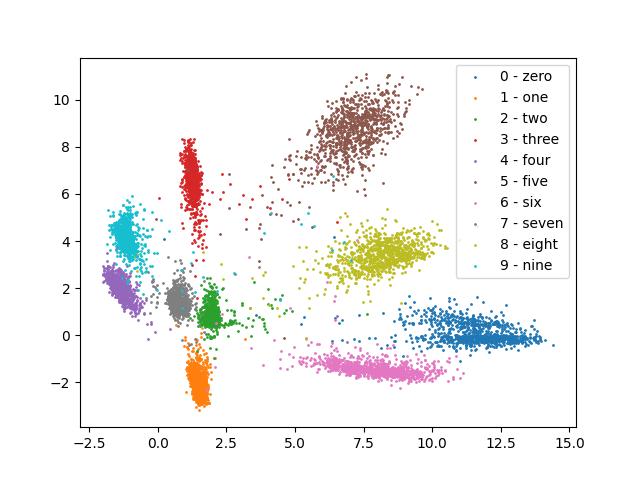 10
8
6
4
2
0
−2
−2.5
0.0
2.5
5.0
7.5
10.0
12.5
15.0
0 - zero
1 - one
2 - two
3 - three
4 - four
5 - five
6 - six
7 - seven
8 - eight
9 - nine